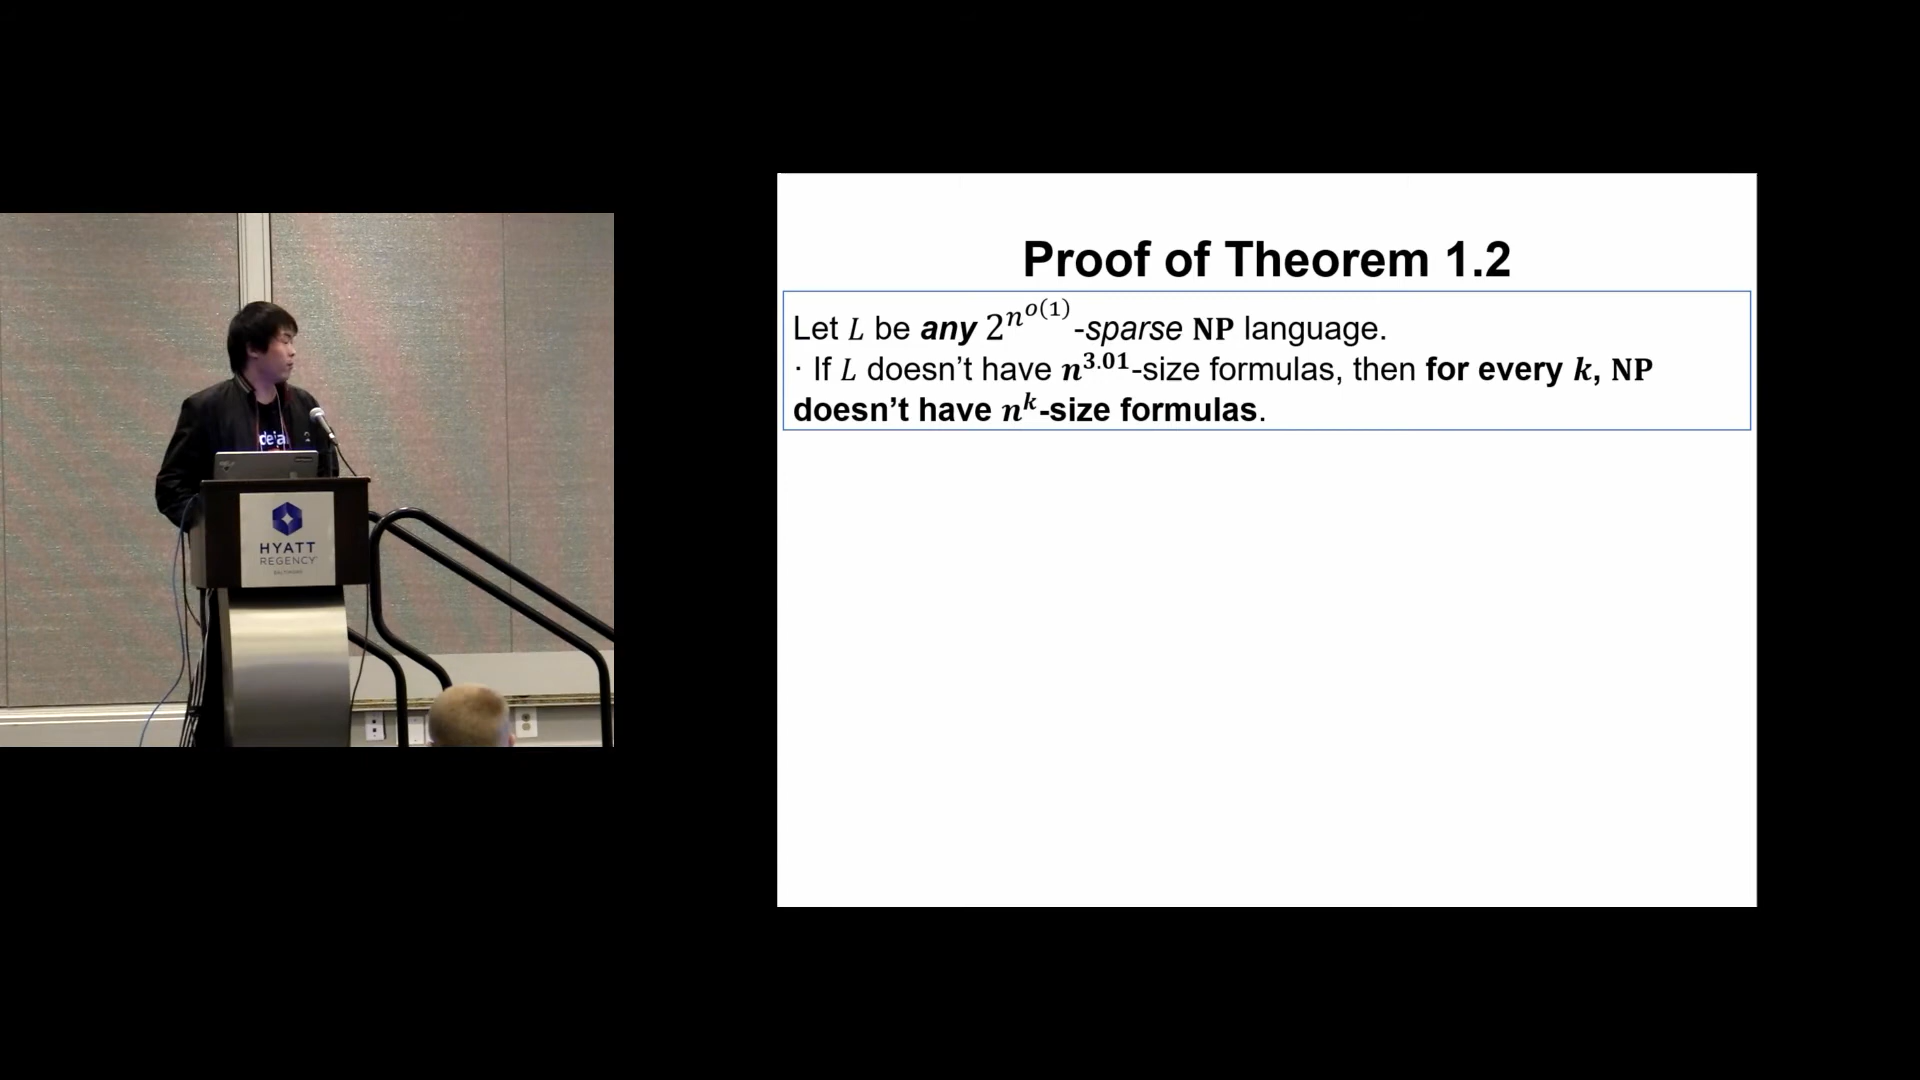 Proof of Theorem 1.2
Let L be any 2^{n^{o(1)}}-sparse NP language.
· If L doesn't have n^{3.01}-size formulas, then for every k, NP
doesn't have n^k-size formulas.
HYATT
REGENCY
BALTIMORE